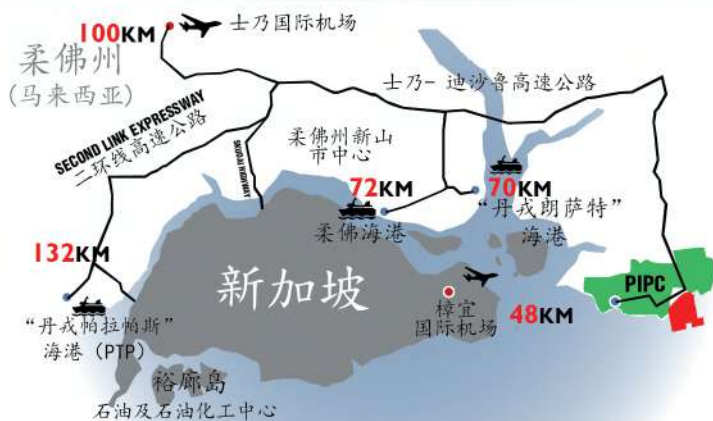 100KM
士乃国际机场
柔佛州
(马来西亚)
士乃- 迪沙鲁高速公路
SECOND LINK EXPRESSWAY
二环线高速公路
SKUDAI HIGHWAY
柔佛州新山
市中心
72KM
70KM
柔佛海港
“丹戎朗萨特”
海港
132KM
新加坡
PIPC
樟宜
国际机场
48KM
“丹戎帕拉帕斯”
海港 (PTP)
裕廊岛
石油及石油化工中心